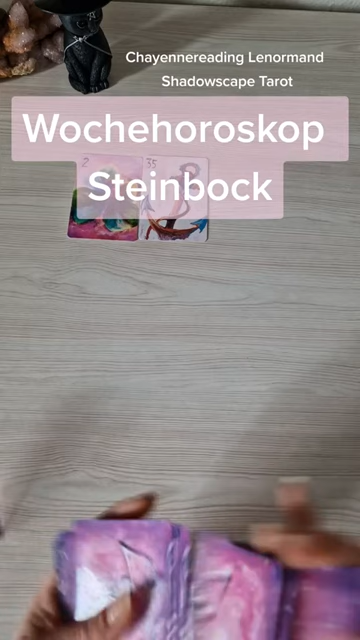 Chayennereading Lenormand
Shadowscape Tarot
Wochehoroskop
Steinbock
2
35